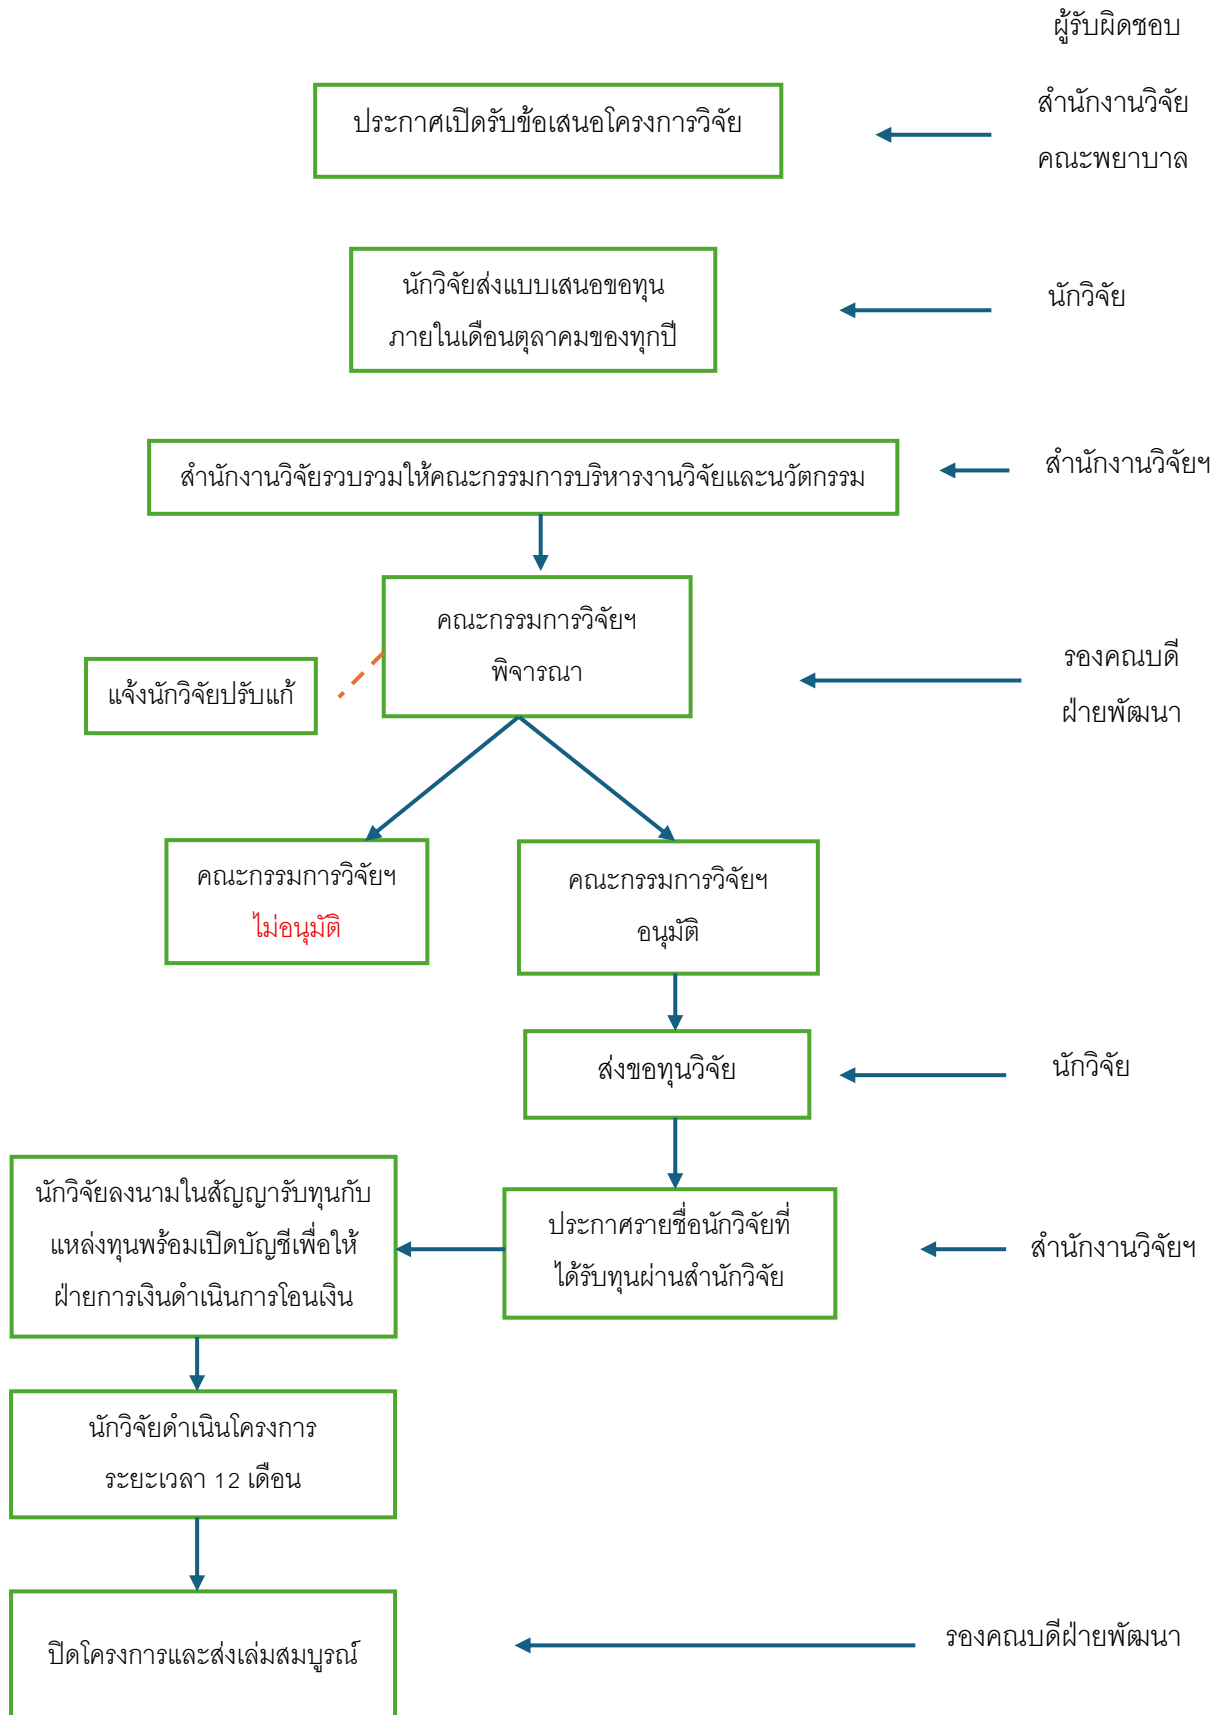 ผู้รับผิดชอบ
ประกาศเปิดรับข้อเสนอโครงการวิจัย
สำนักงานวิจัย
คณะพยาบาล
นักวิจัยส่งแบบเสนอขอทุน
ภายในเดือนตุลาคมของทุกปี
นักวิจัย
สำนักงานวิจัยรวบรวมให้คณะกรรมการบริหารงานวิจัยและนวัตกรรม
สำนักงานวิจัยฯ
คณะกรรมการวิจัยฯ
พิจารณา
แจ้งนักวิจัยปรับแก้
รองคณบดี
ฝ่ายพัฒนา
คณะกรรมการวิจัยฯ
ไม่อนุมัติ
คณะกรรมการวิจัยฯ
อนุมัติ
ส่งขอทุนวิจัย
นักวิจัย
นักวิจัยลงนามในสัญญารับทุนกับ
แหล่งทุนพร้อมเปิดบัญชีเพื่อให้
ฝ่ายการเงินดำเนินการโอนเงิน
ประกาศรายชื่อนักวิจัยที่
ได้รับทุนผ่านสำนักวิจัย
สำนักงานวิจัยฯ
นักวิจัยดำเนินโครงการ
ระยะเวลา 12 เดือน
ปิดโครงการและส่งเล่มสมบูรณ์
รองคณบดีฝ่ายพัฒนา